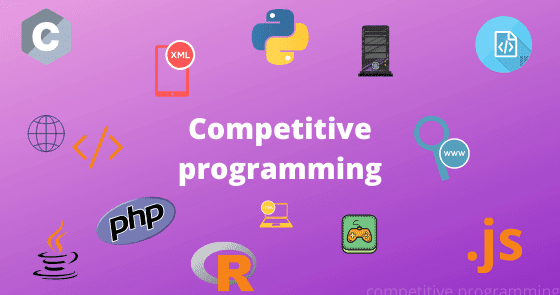 C
XML
Competitive
programming
www
php
R
.js
competitive programming